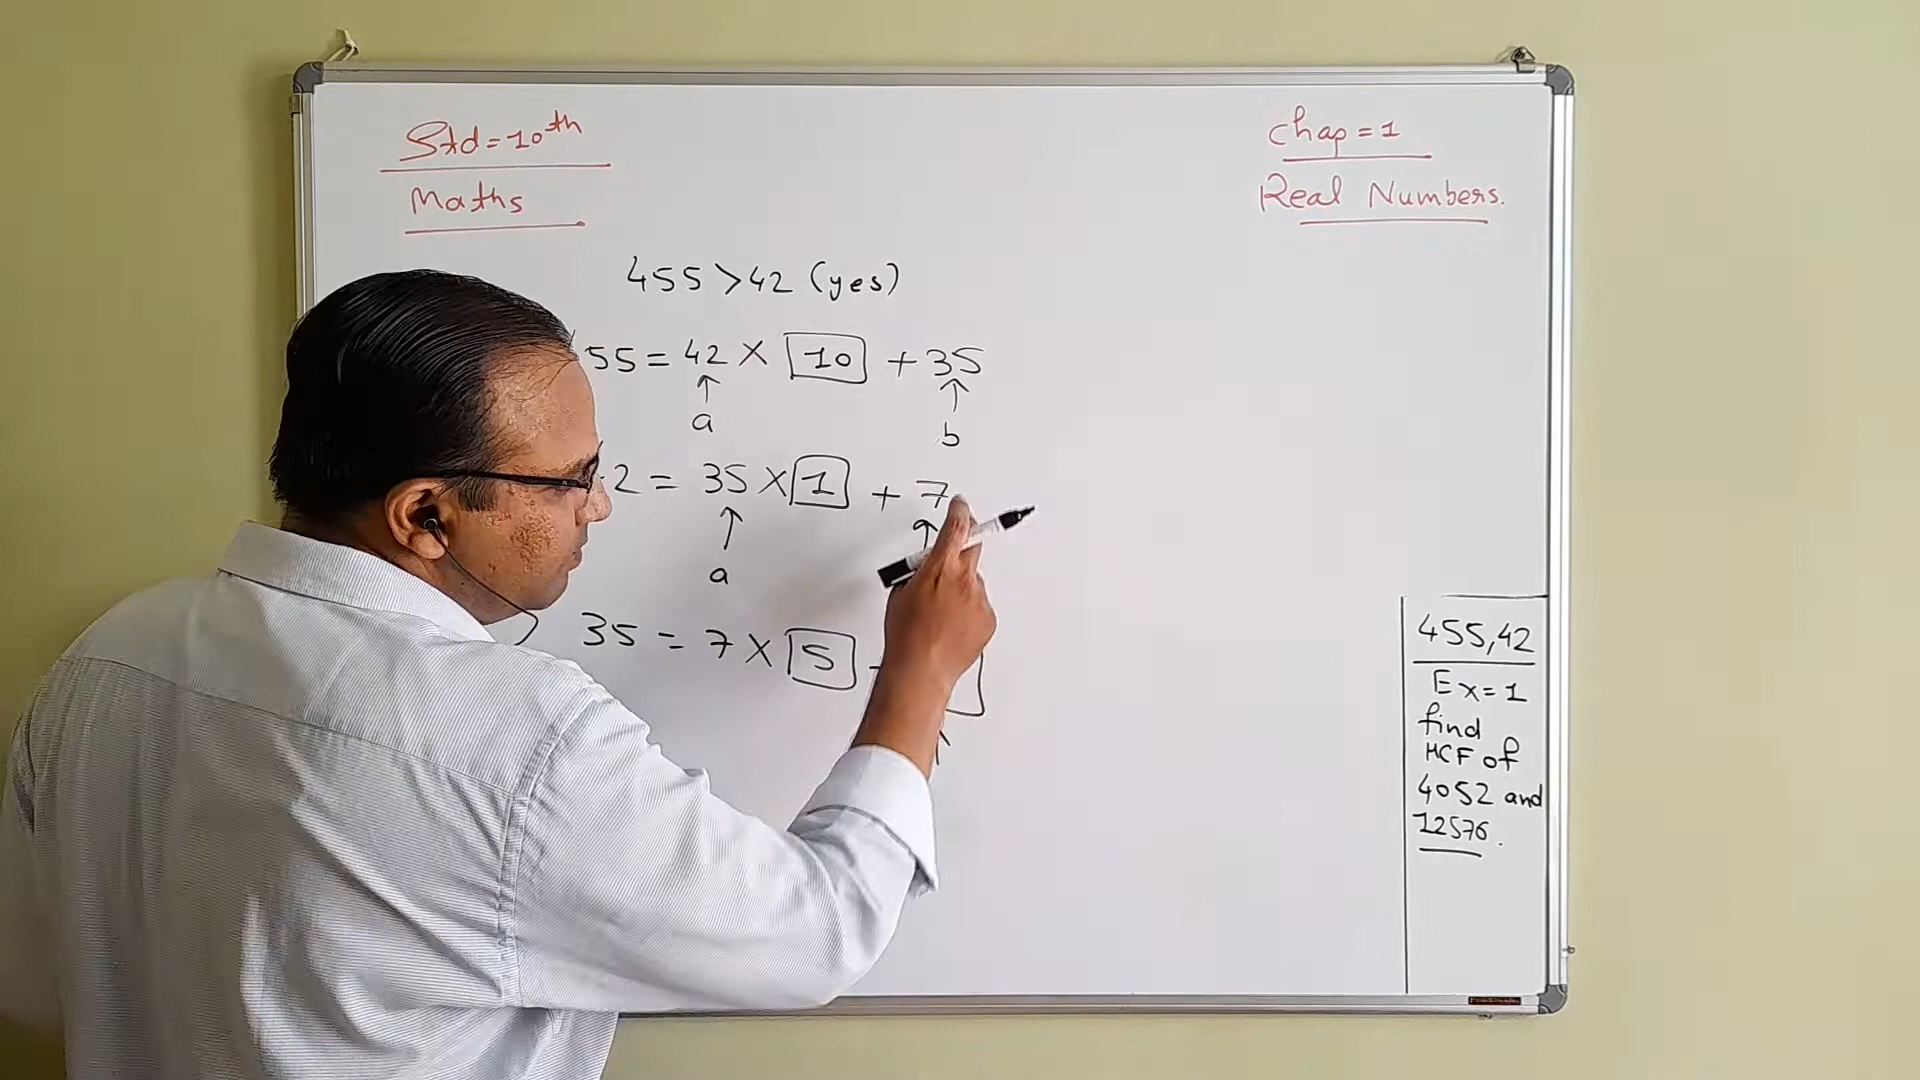 Std = 10th
Maths
Chap = 1
Real Numbers.
455 > 42 (yes)
55 = 42 × 10 + 35
a
b
2 = 35 × 1 + 7
a
35 = 7 × 5
455,42
Ex = 1
find
HCF of
4052 and
12576.